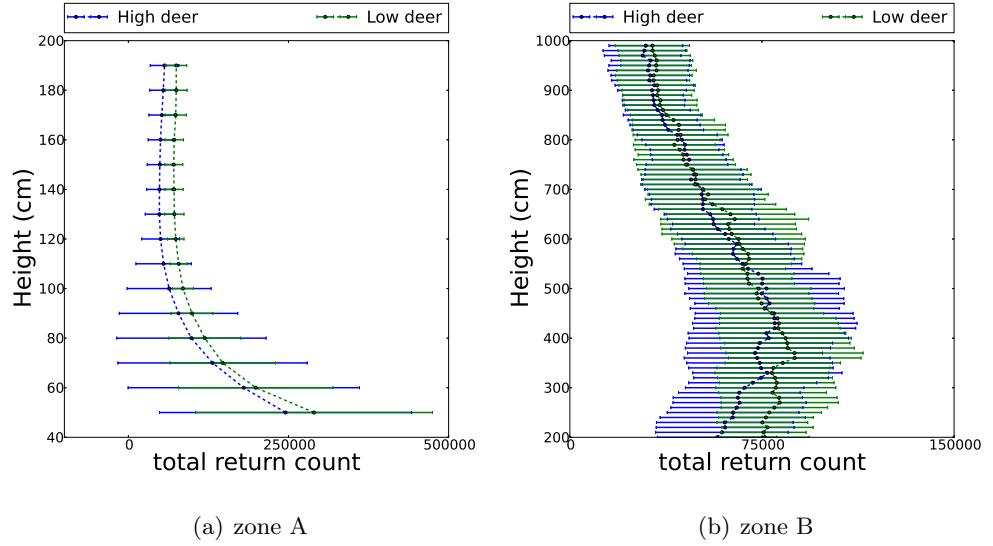 High deer Low deer
200
180
160
140
120
100
80
60
40
0 250000 500000
Height (cm)
total return count
(a) zone A
High deer Low deer
1000
900
800
700
600
500
400
300
200
0 75000 150000
Height (cm)
total return count
(b) zone B